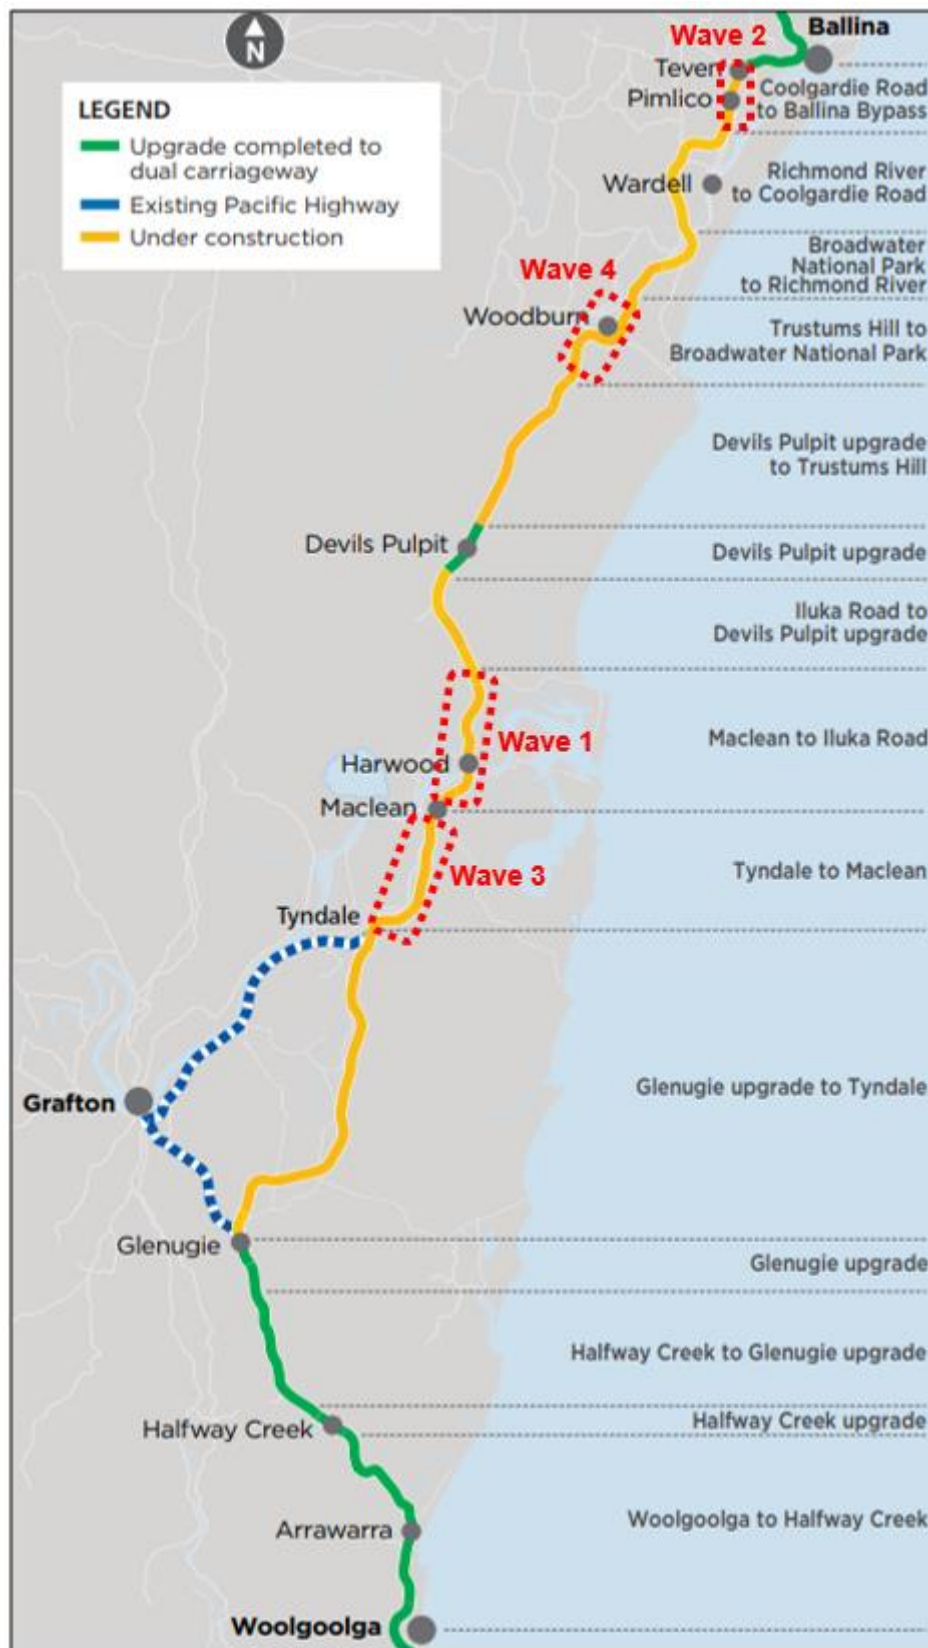 N
LEGEND
Upgrade completed to
dual carriageway
Existing Pacific Highway
Under construction
Wave 2
Ballina
Teven
Pimlico
Coolgardie Road
to Ballina Bypass
Wardell
Richmond River
to Coolgardie Road
Broadwater
National Park
to Richmond River
Wave 4
Woodburn
Trustums Hill to
Broadwater National Park
Devils Pulpit upgrade
to Trustums Hill
Devils Pulpit
Devils Pulpit upgrade
Iluka Road to
Devils Pulpit upgrade
Wave 1
Maclean to Iluka Road
Harwood
Maclean
Wave 3
Tyndale to Maclean
Tyndale
Grafton
Glenugie upgrade to Tyndale
Glenugie
Glenugie upgrade
Halfway Creek to Glenugie upgrade
Halfway Creek
Halfway Creek upgrade
Arrawarra
Woolgoolga to Halfway Creek
Woolgoolga